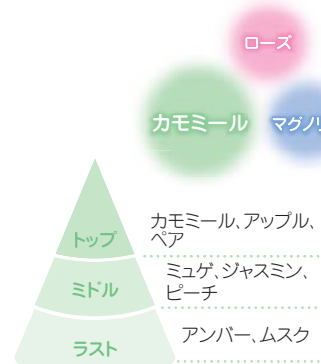 ローズ
カモミール
マグノリ
トップ
カモミール、アップル、
ペア
ミドル
ミュゲ、ジャスミン、
ピーチ
ラスト
アンバー、ムスク